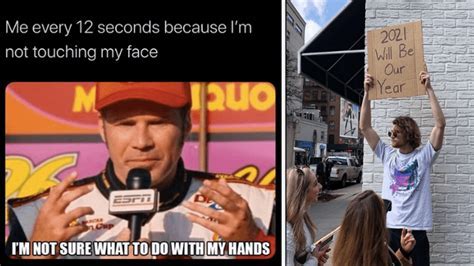 Me every 12 seconds because I'm
not touching my face
M QUO
ESPN
I'M NOT SURE WHAT TO DO WITH MY HANDS
2021
Will Be
Our
Year